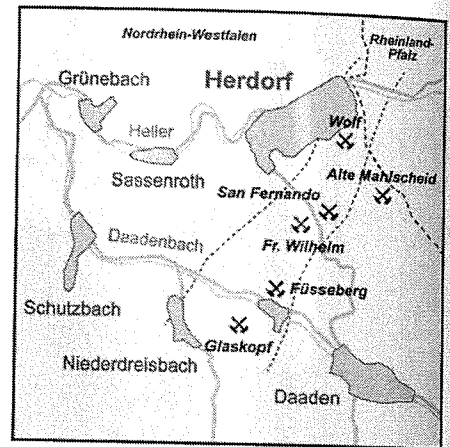 Nordrhein-Westfalen
Rheinland-
Pfalz
Grünebach
Herdorf
Heller
Wolf
Sassenroth
Alte Mahlscheid
San Fernando
Daadenbach
Fr. Wilhelm
Füsseberg
Schutzbach
Glaskopf
Niederdreisbach
Daaden